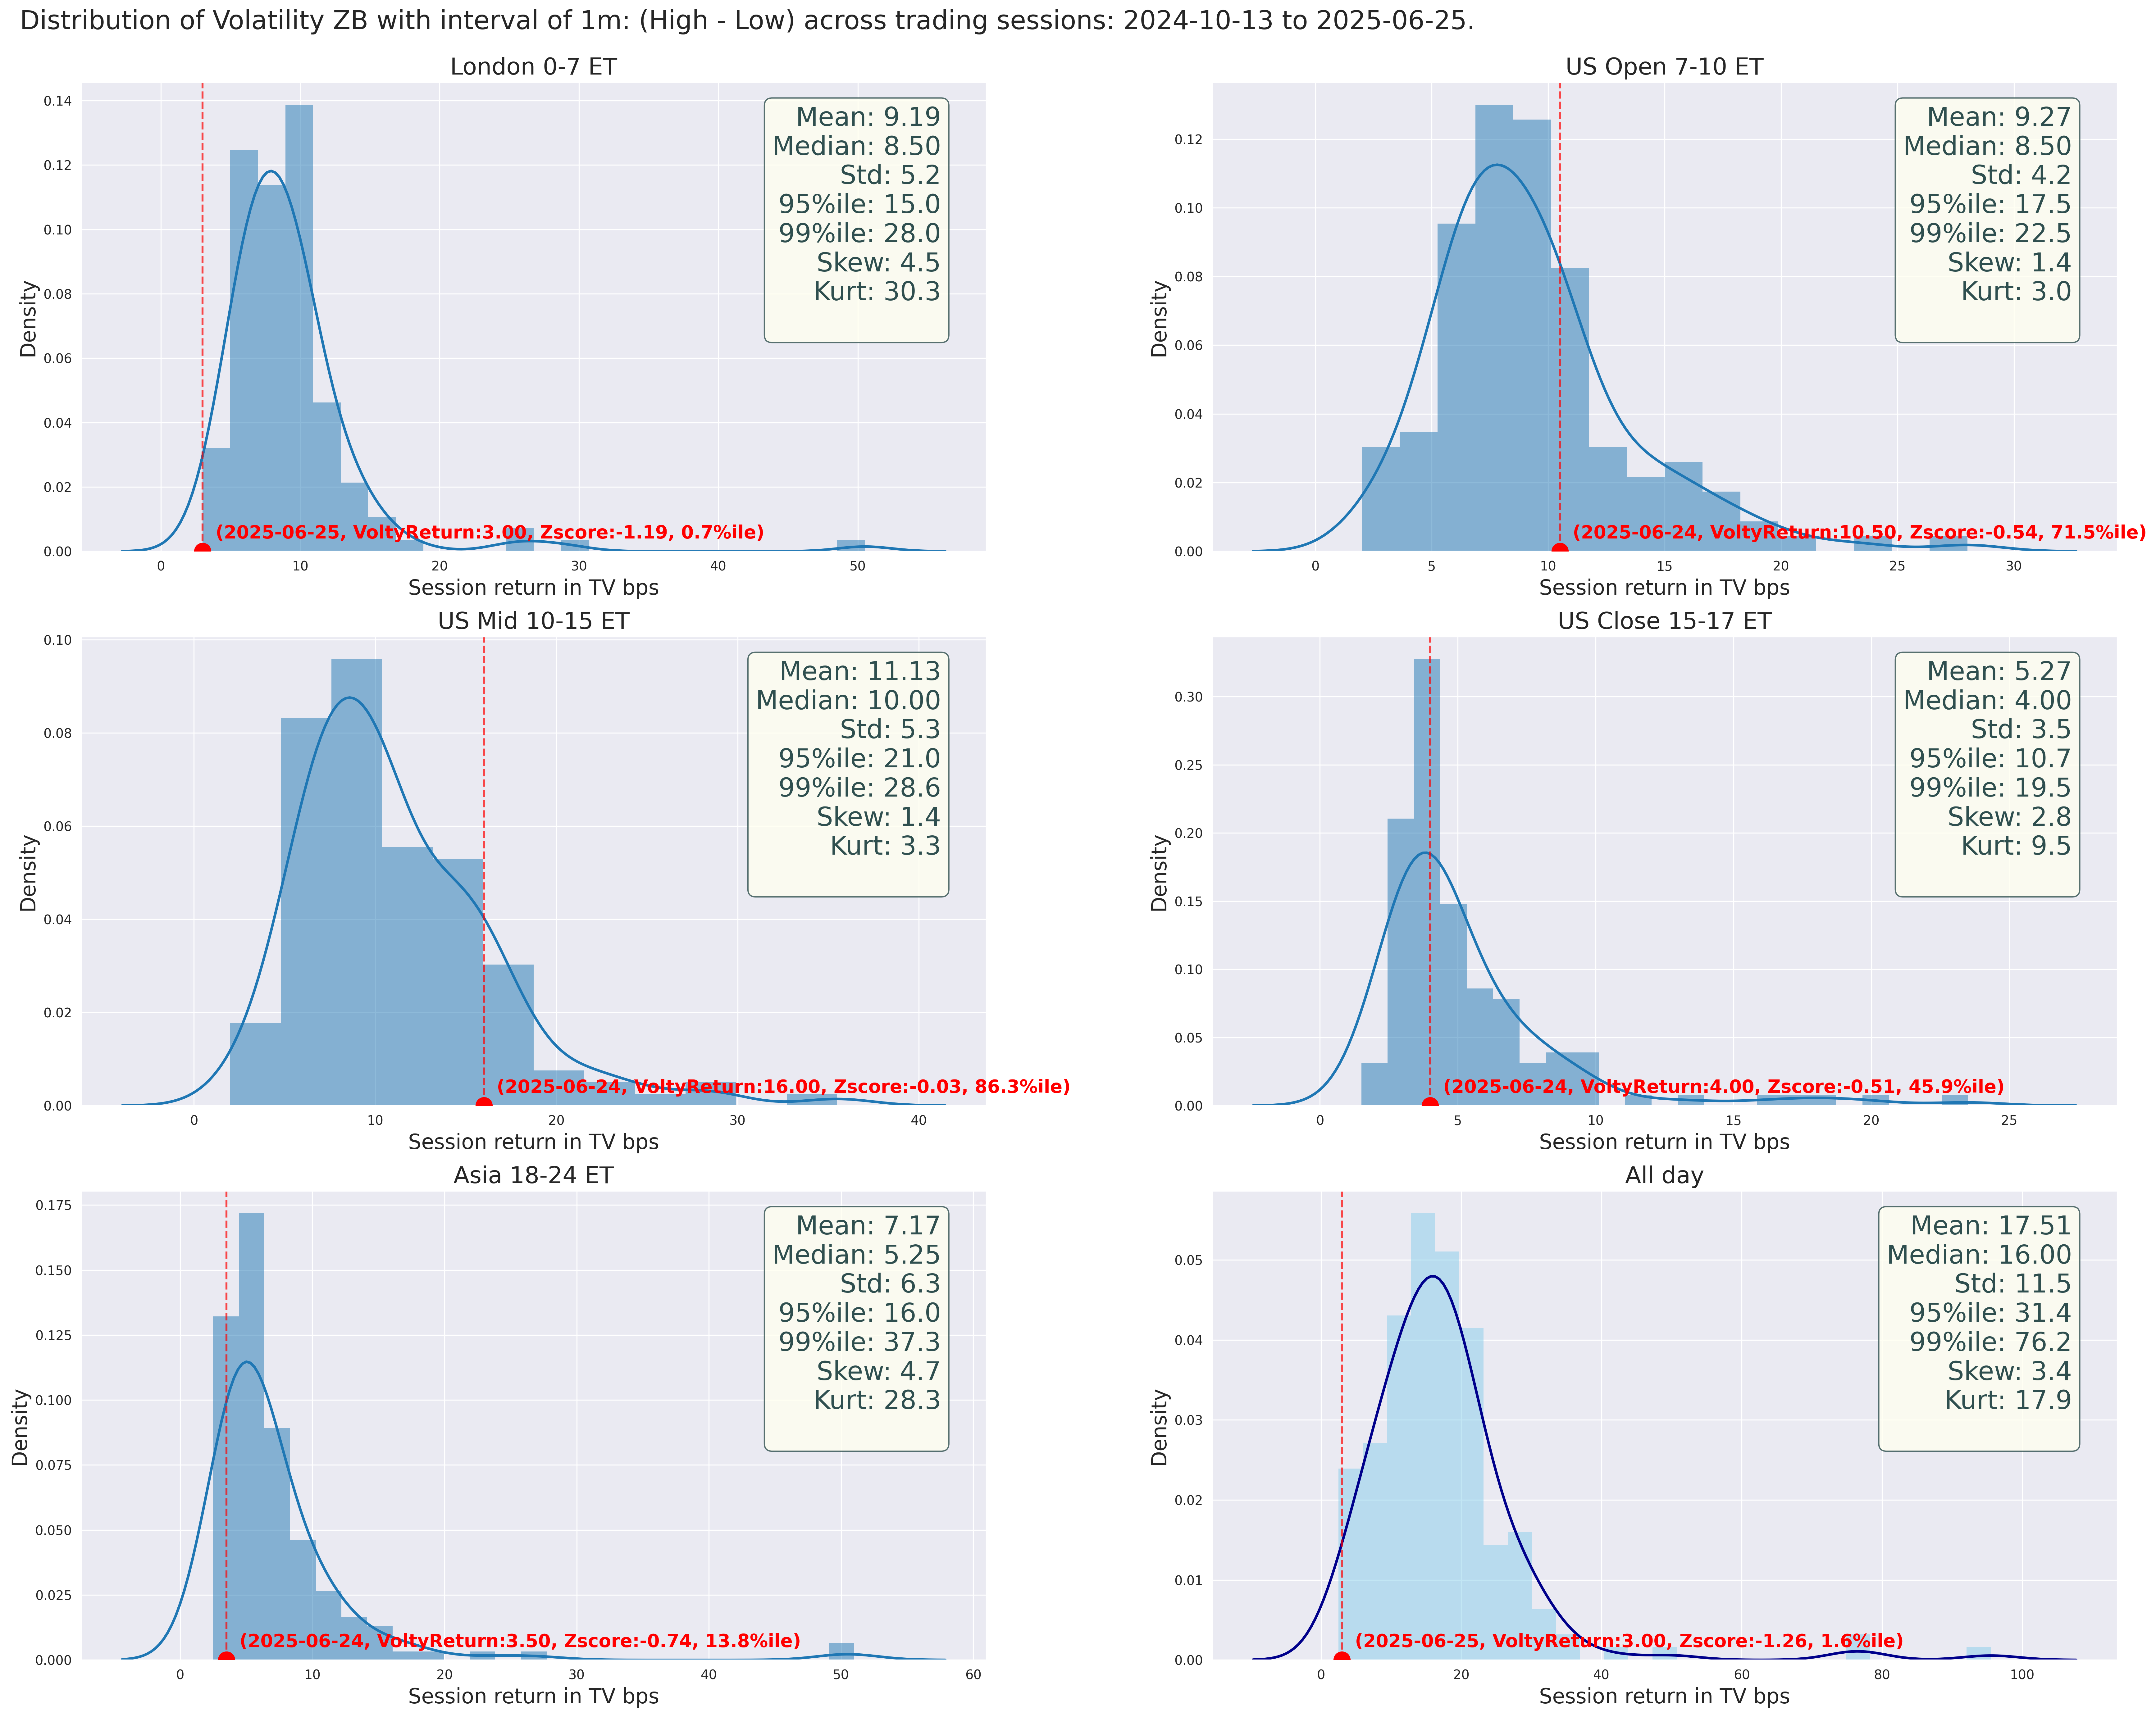 Distribution of Volatility ZB with interval of 1m: (High - Low) across trading sessions: 2024-10-13 to 2025-06-25.
London 0-7 ET
0.14
0.12
0.10
0.08
0.06
0.04
0.02
0.00
Density
Mean: 9.19
Median: 8.50
Std: 5.2
95%ile: 15.0
99%ile: 28.0
Skew: 4.5
Kurt: 30.3
(2025-06-25, VoltyReturn:3.00, Zscore:-1.19, 0.7%ile)
0 10 20 30 40 50
Session return in TV bps
US Open 7-10 ET
0.12
0.10
0.08
0.06
0.04
0.02
0.00
Density
Mean: 9.27
Median: 8.50
Std: 4.2
95%ile: 17.5
99%ile: 22.5
Skew: 1.4
Kurt: 3.0
(2025-06-24, VoltyReturn:10.50, Zscore:-0.54, 71.5%ile)
0 5 10 15 20 25 30
Session return in TV bps
US Mid 10-15 ET
0.10
0.08
0.06
0.04
0.02
0.00
Density
Mean: 11.13
Median: 10.00
Std: 5.3
95%ile: 21.0
99%ile: 28.6
Skew: 1.4
Kurt: 3.3
(2025-06-24, VoltyReturn:16.00, Zscore:-0.03, 86.3%ile)
0 10 20 30 40
Session return in TV bps
US Close 15-17 ET
0.30
0.25
0.20
0.15
0.10
0.05
0.00
Density
Mean: 5.27
Median: 4.00
Std: 3.5
95%ile: 10.7
99%ile: 19.5
Skew: 2.8
Kurt: 9.5
(2025-06-24, VoltyReturn:4.00, Zscore:-0.51, 45.9%ile)
0 5 10 15 20 25
Session return in TV bps
Asia 18-24 ET
0.175
0.150
0.125
0.100
0.075
0.050
0.025
0.000
Density
Mean: 7.17
Median: 5.25
Std: 6.3
95%ile: 16.0
99%ile: 37.3
Skew: 4.7
Kurt: 28.3
(2025-06-24, VoltyReturn:3.50, Zscore:-0.74, 13.8%ile)
0 10 20 30 40 50 60
Session return in TV bps
All day
0.05
0.04
0.03
0.02
0.01
0.00
Density
Mean: 17.51
Median: 16.00
Std: 11.5
95%ile: 31.4
99%ile: 76.2
Skew: 3.4
Kurt: 17.9
(2025-06-25, VoltyReturn:3.00, Zscore:-1.26, 1.6%ile)
0 20 40 60 80 100
Session return in TV bps